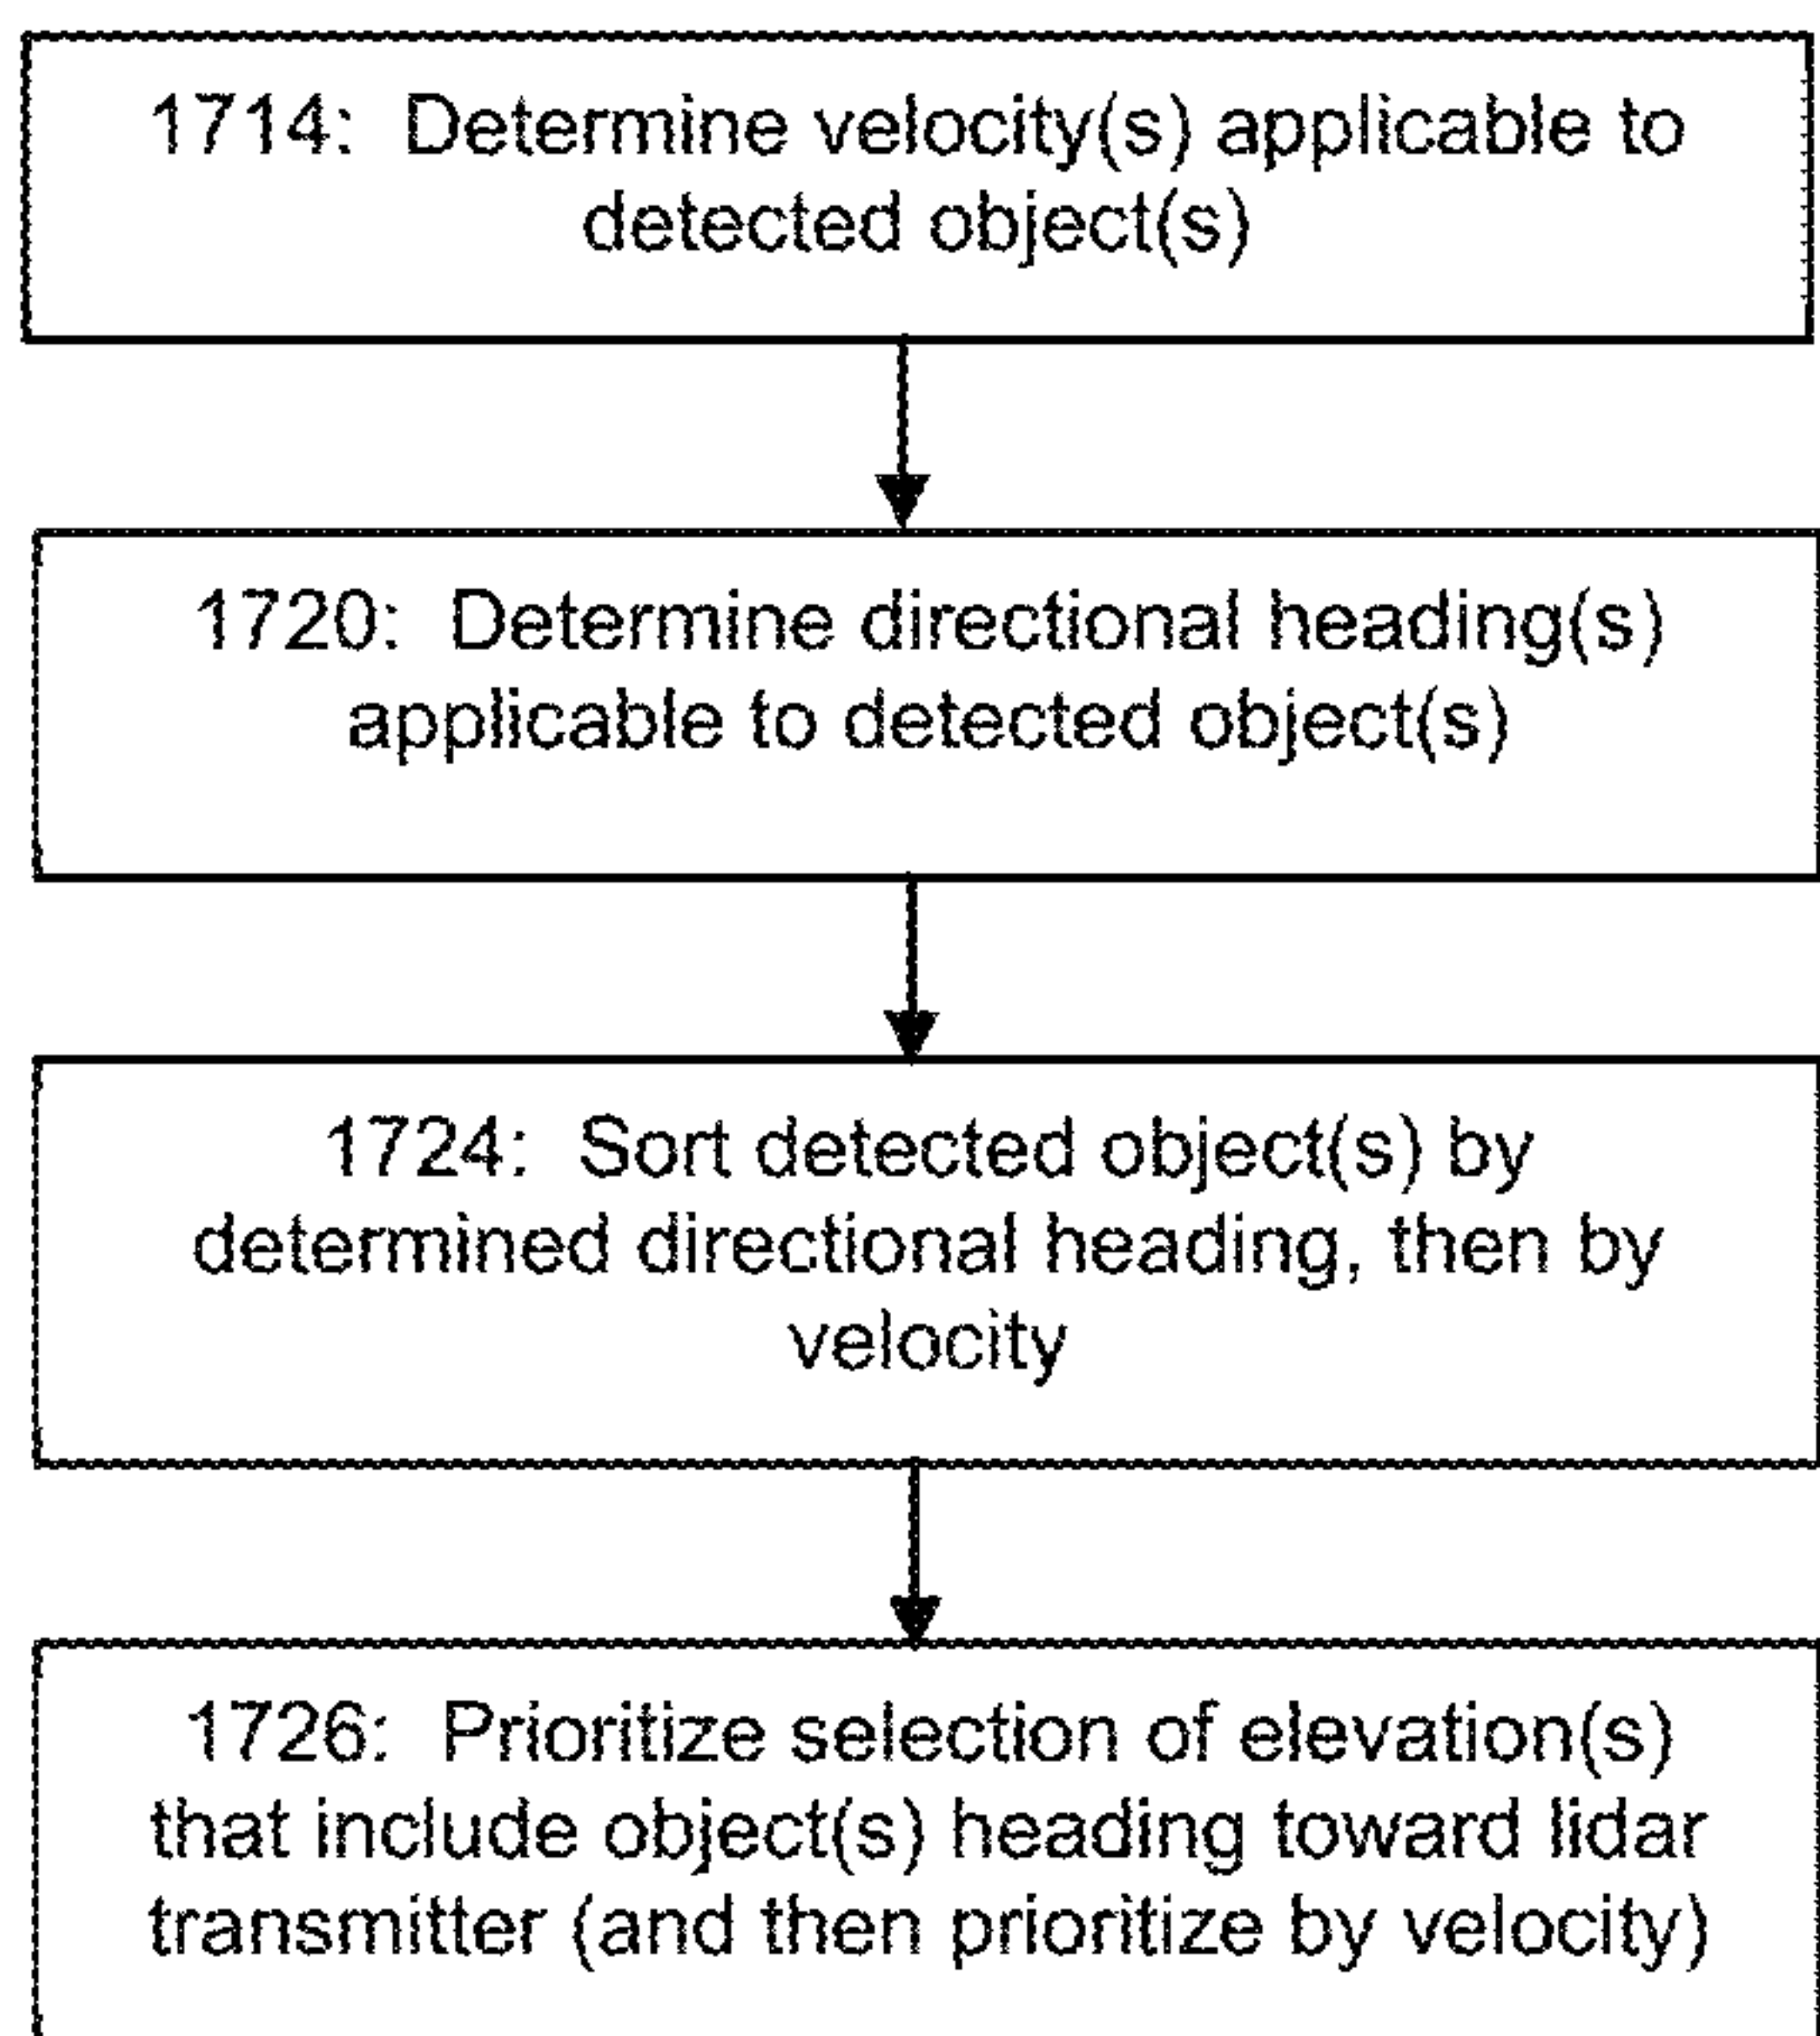 1714: Determine velocity(s) applicable to
detected object(s)
1720: Determine directional heading(s)
applicable to detected object(s)
1724: Sort detected object(s) by
determined directional heading, then by
velocity
1726: Prioritize selection of elevation(s)
that include object(s) heading toward lidar
transmitter (and then prioritize by velocity)